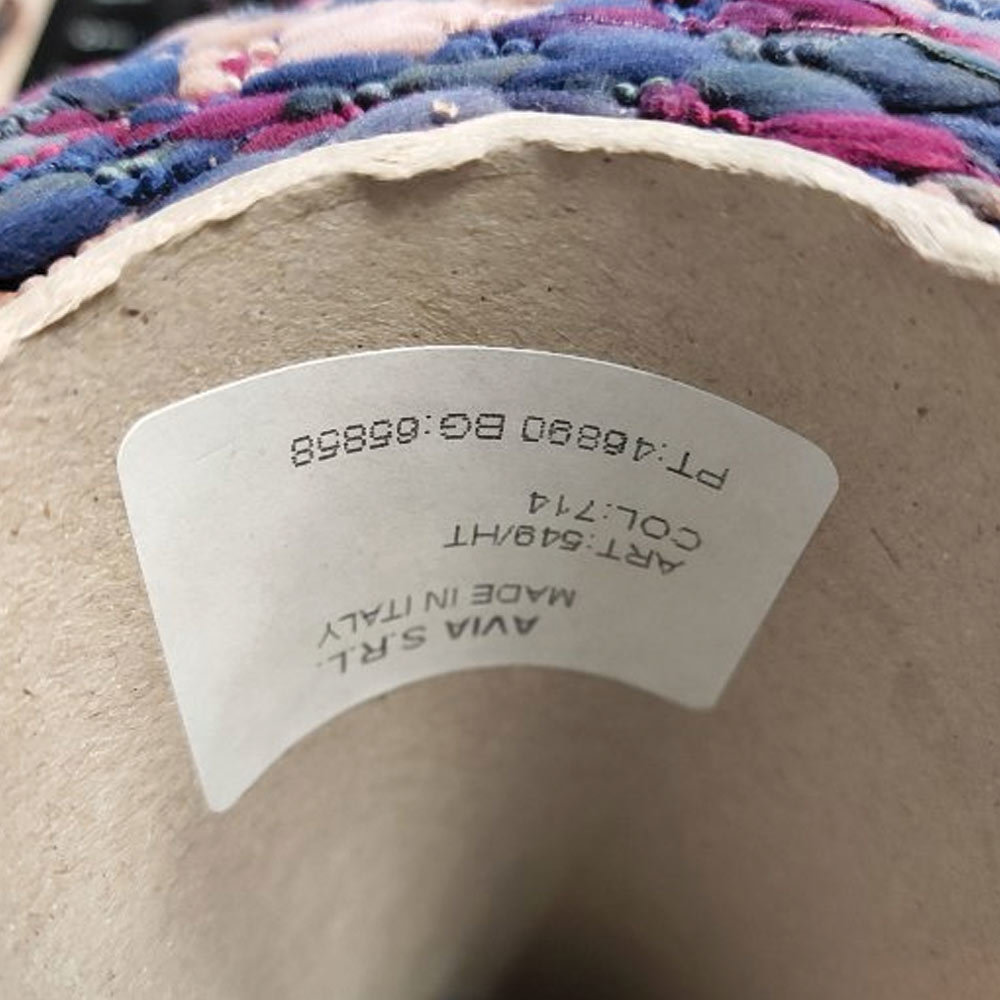 AVIA S.R.L.
MADE IN ITALY
ART:549/HT
COL:714
PT:46890 BG:65858